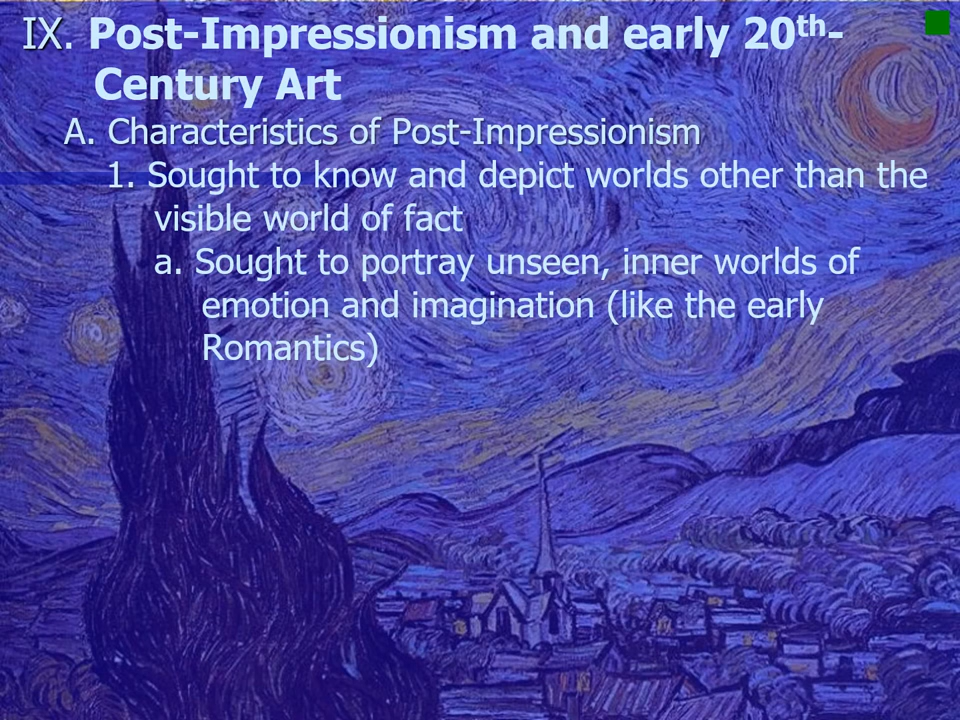 IX. Post-Impressionism and early 20th-
Century Art
A. Characteristics of Post-Impressionism
1. Sought to know and depict worlds other than the
visible world of fact
a. Sought to portray unseen, inner worlds of
emotion and imagination (like the early
Romantics)